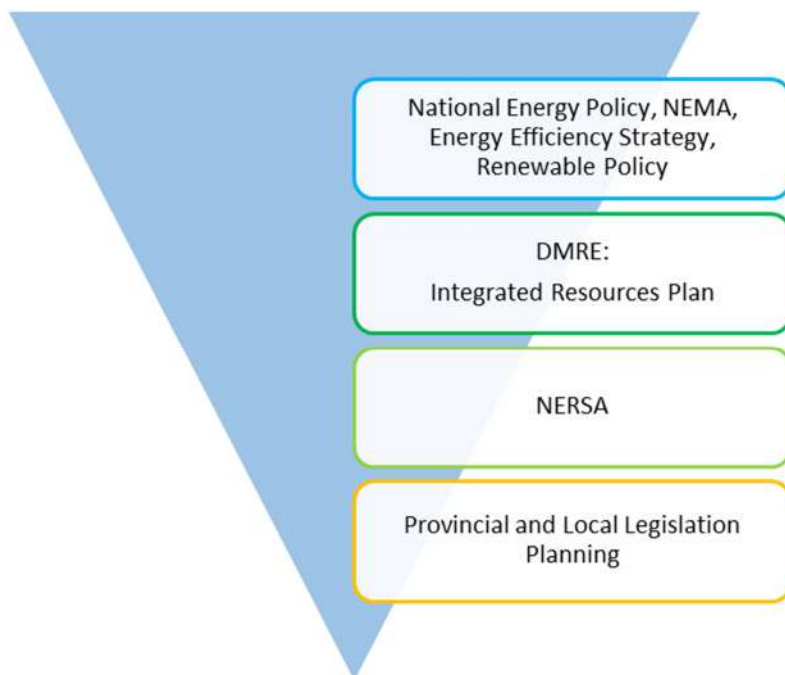 National Energy Policy, NEMA,
Energy Efficiency Strategy,
Renewable Policy
DMRE:
Integrated Resources Plan
NERSA
Provincial and Local Legislation
Planning